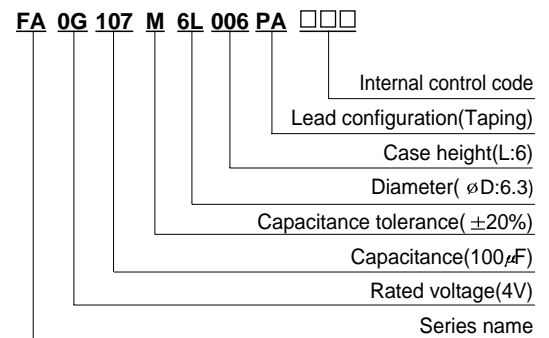 FA 0G 107 M 6L 006 PA □□□
Internal control code
Lead configuration(Taping)
Case height(L:6)
Diameter( øD:6.3)
Capacitance tolerance( ±20%)
Capacitance(100μF)
Rated voltage(4V)
Series name